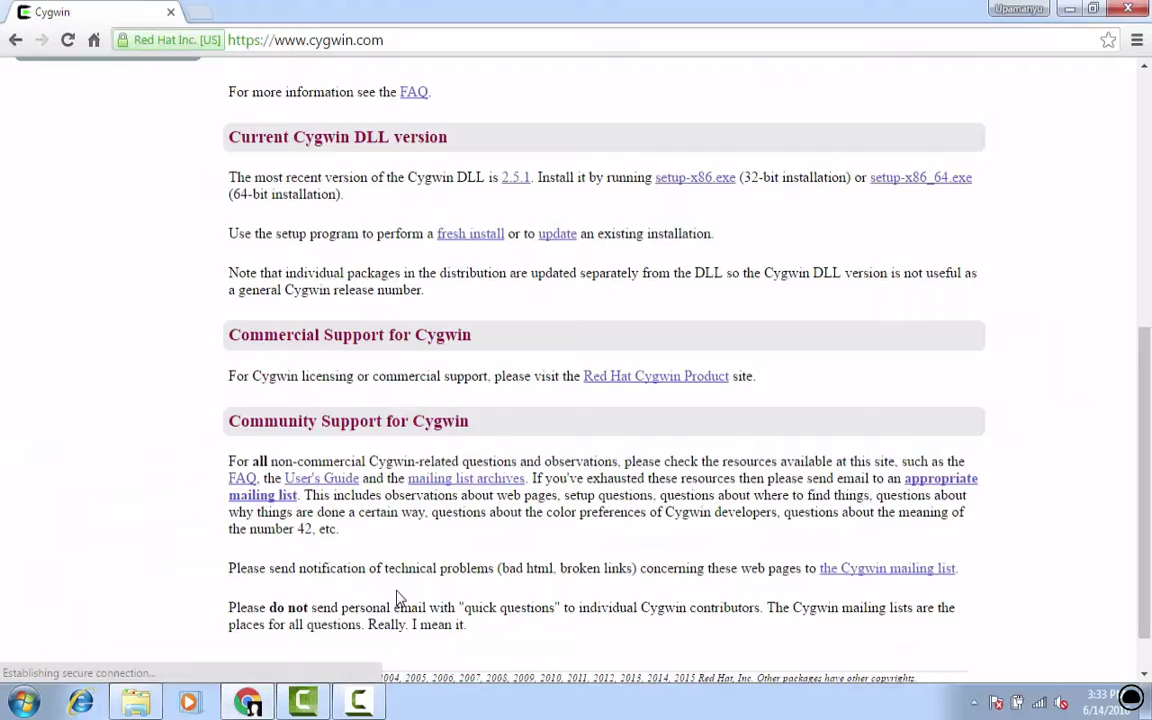 Cygwin
Upamanyu
Red Hat Inc. [US]
https://www.cygwin.com
For more information see the FAQ.
Current Cygwin DLL version
The most recent version of the Cygwin DLL is 2.5.1. Install it by running setup-x86.exe (32-bit installation) or setup-x86_64.exe
(64-bit installation).
Use the setup program to perform a fresh install or to update an existing installation.
Note that individual packages in the distribution are updated separately from the DLL so the Cygwin DLL version is not useful as
a general Cygwin release number.
Commercial Support for Cygwin
For Cygwin licensing or commercial support, please visit the Red Hat Cygwin Product site.
Community Support for Cygwin
For all non-commercial Cygwin-related questions and observations, please check the resources available at this site, such as the
FAQ, the User's Guide and the mailing list archives. If you've exhausted these resources then please send email to an appropriate
mailing list. This includes observations about web pages, setup questions, questions about where to find things, questions about
why things are done a certain way, questions about the color preferences of Cygwin developers, questions about the meaning of
the number 42, etc.
Please send notification of technical problems (bad html, broken links) concerning these web pages to the Cygwin mailing list.
Please do not send personal email with "quick questions" to individual Cygwin contributors. The Cygwin mailing lists are the
places for all questions. Really. I mean it.
Establishing secure connection...
2004, 2005, 2006, 2007, 2008, 2009, 2010, 2011, 2012, 2013, 2014, 2015 Red Hat, Inc. Other packages have other copyrights.
3:33 PM